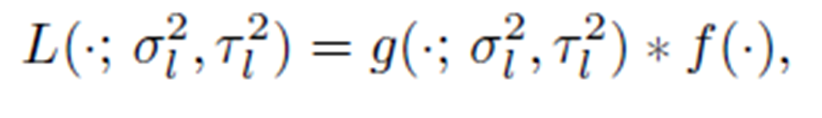 L(·; σ_l^2, τ_l^2) = g(·; σ_l^2, τ_l^2) * f(·),